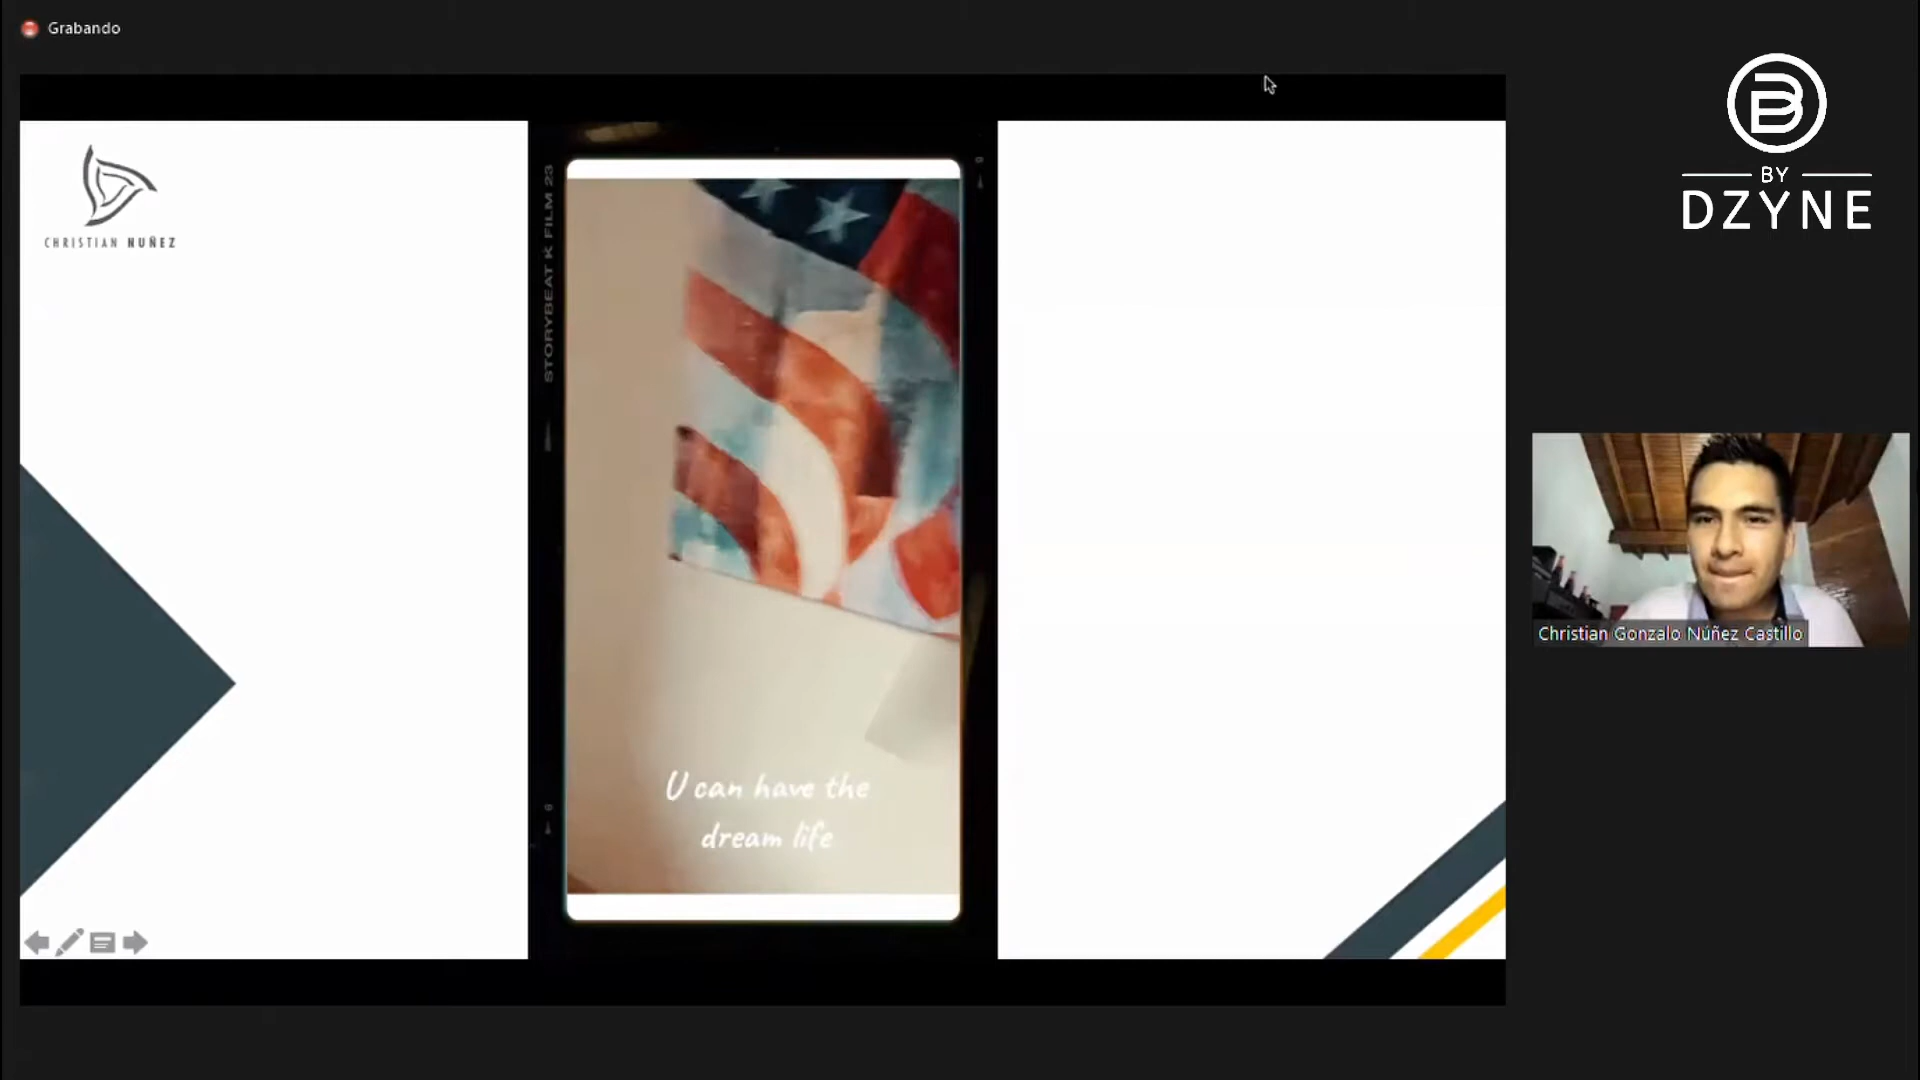 Grabando
BY
DZYNE
CHRISTIAN NUÑEZ
STORYBEAT K FILM 23
U can have the
dream life
Christian Gonzalo Núñez Castillo